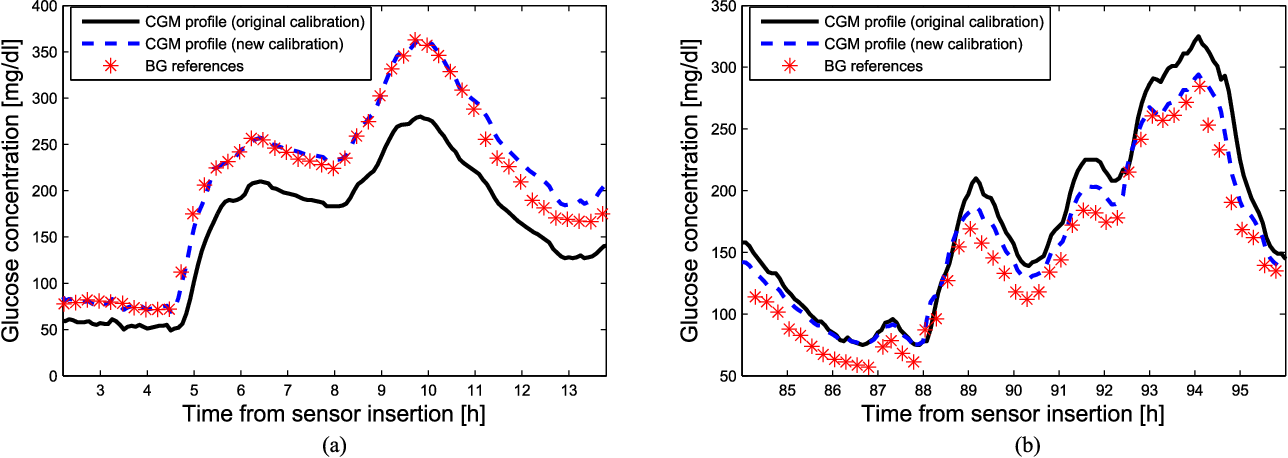 CGM profile (original calibration)
CGM profile (new calibration)
BG references
Glucose concentration [mg/dl]
400
350
300
250
200
150
100
50
0
3 4 5 6 7 8 9 10 11 12 13
Time from sensor insertion [h]
(a)
CGM profile (original calibration)
CGM profile (new calibration)
BG references
Glucose concentration [mg/dl]
350
300
250
200
150
100
50
85 86 87 88 89 90 91 92 93 94 95
Time from sensor insertion [h]
(b)